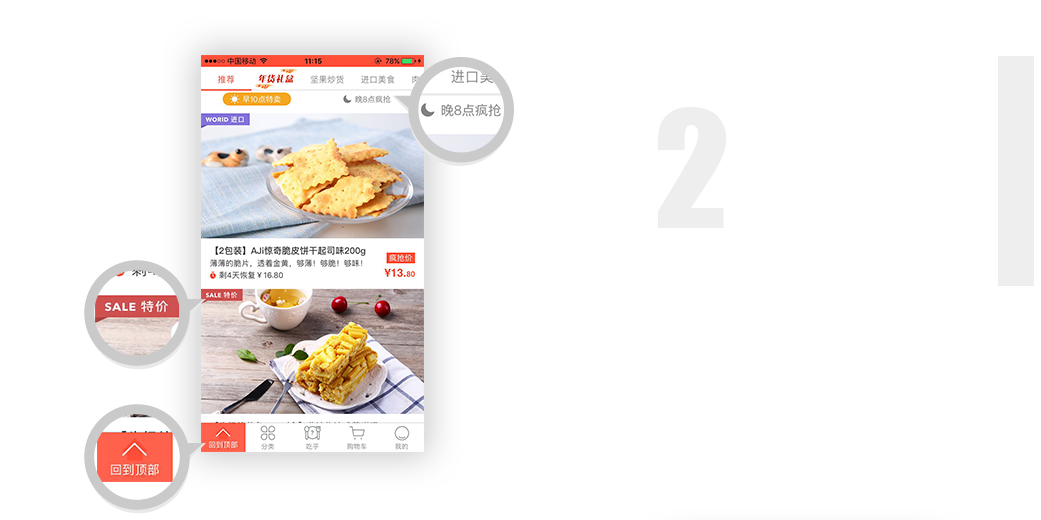 中国移动 11:15 78%
推荐 年货礼盒 坚果炒货 进口美食 肉
进口美
早10点特卖 晚8点疯抢
晚8点疯抢
WORLD 进口
2
【2包装】AJi惊奇脆皮饼干起司味200g
薄薄的脆片,透着金黄,够薄!够脆!够味!
疯抢价
剩4天恢复¥16.80
¥13.80
SALE 特价
SALE 特价
回到顶部 分类 吃乎 购物车 我的
回到顶部